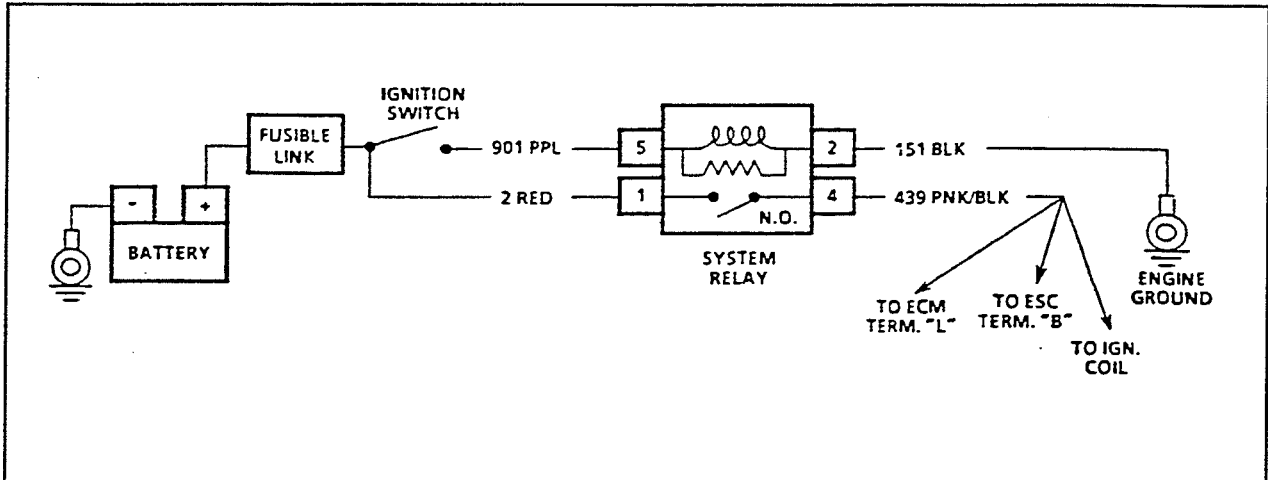 IGNITION
SWITCH
FUSIBLE
LINK
901 PPL
5
2
151 BLK
2 RED
1
4
439 PNK/BLK
N.O.
-
+
BATTERY
SYSTEM
RELAY
ENGINE
GROUND
TO ECM
TERM. "L"
TO ESC
TERM. "B"
TO IGN.
COIL